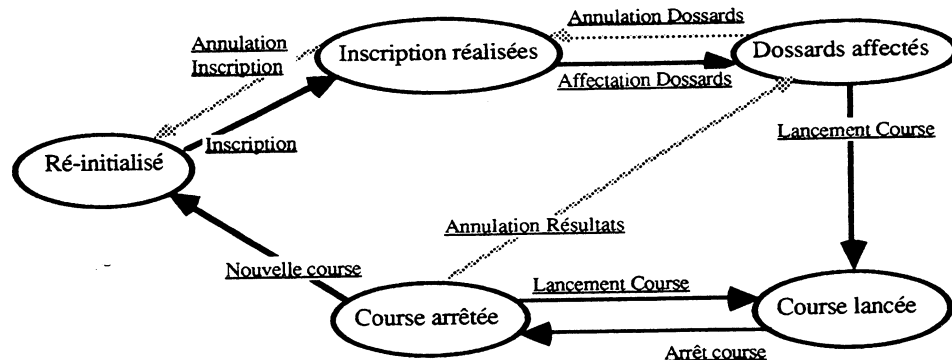 Annulation Dossards
Annulation
Inscription
Inscription réalisées
Dossards affectés
Affectation Dossards
Lancement Course
Inscription
Ré-initialisé
Annulation Résultats
Nouvelle course
Lancement Course
Course arrêtée
Course lancée
Arrêt course